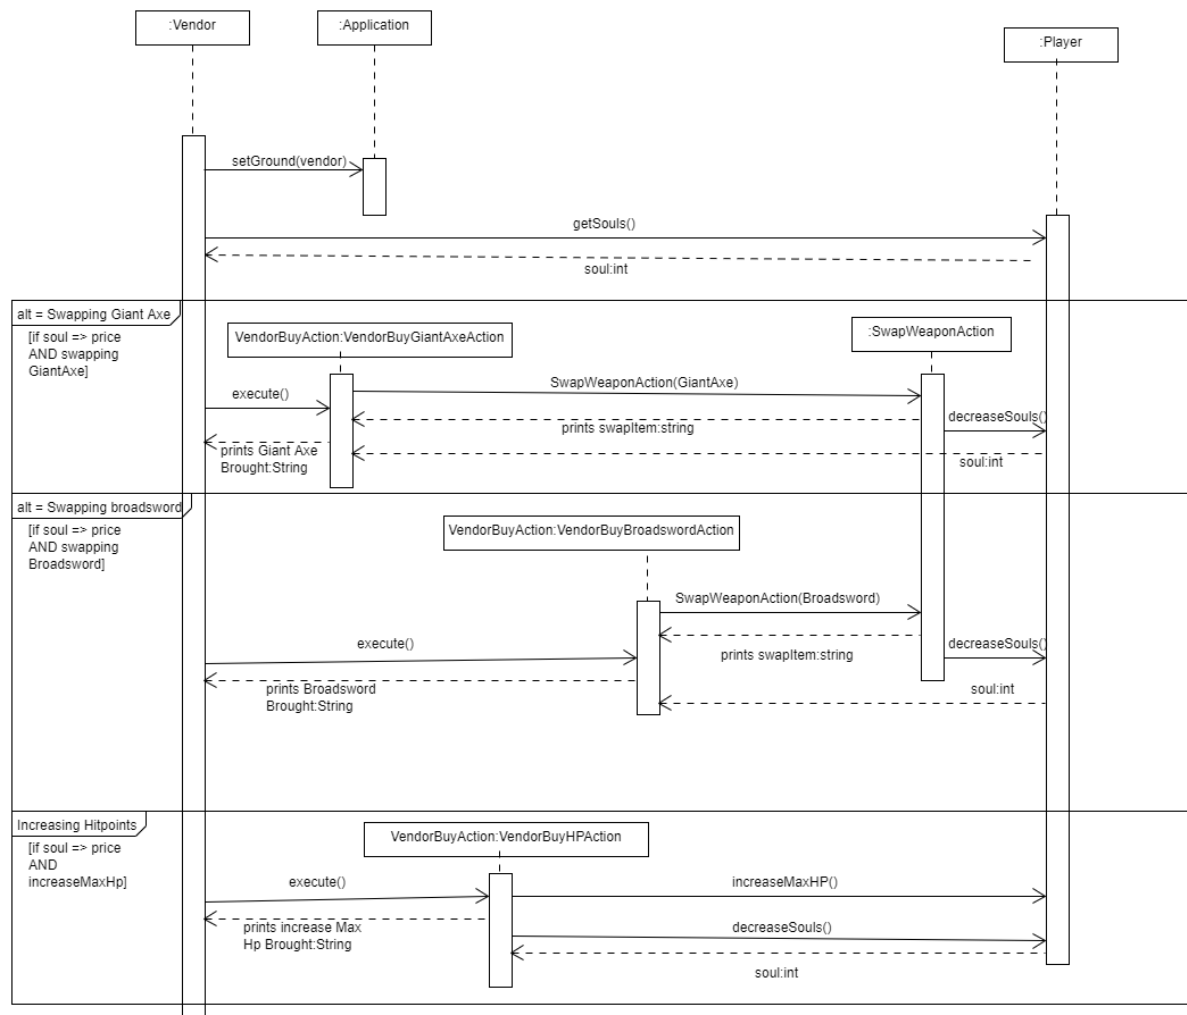 :Vendor
:Application
:Player
setGround(vendor)
getSouls()
soul:int
alt = Swapping Giant Axe
[if soul => price
AND swapping
GiantAxe]
VendorBuyAction:VendorBuyGiantAxeAction
:SwapWeaponAction
SwapWeaponAction(GiantAxe)
execute()
decreaseSouls()
prints swapItem:string
prints Giant Axe
Brought:String
soul:int
alt = Swapping broadsword
[if soul => price
AND swapping
Broadsword]
VendorBuyAction:VendorBuyBroadswordAction
SwapWeaponAction(Broadsword)
execute()
decreaseSouls()
prints swapItem:string
prints Broadsword
Brought:String
soul:int
Increasing Hitpoints
[if soul => price
AND
increaseMaxHp]
VendorBuyAction:VendorBuyHPAction
execute()
increaseMaxHP()
prints increase Max
Hp Brought:String
decreaseSouls()
soul:int